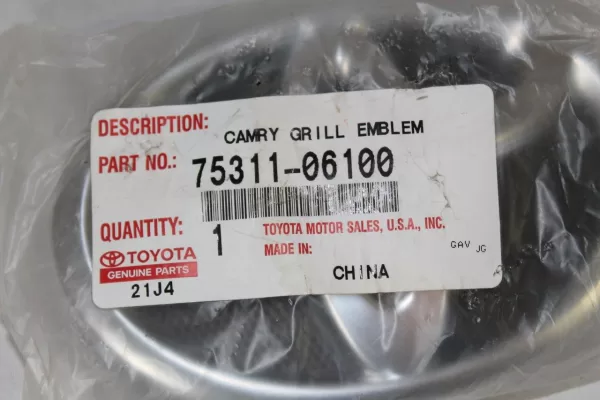 DESCRIPTION: CAMRY GRILL EMBLEM
PART NO.: 75311-06100
QUANTITY: 1 TOYOTA MOTOR SALES, U.S.A., INC.
MADE IN: GAV JG
TOYOTA
GENUINE PARTS
21J4 CHINA